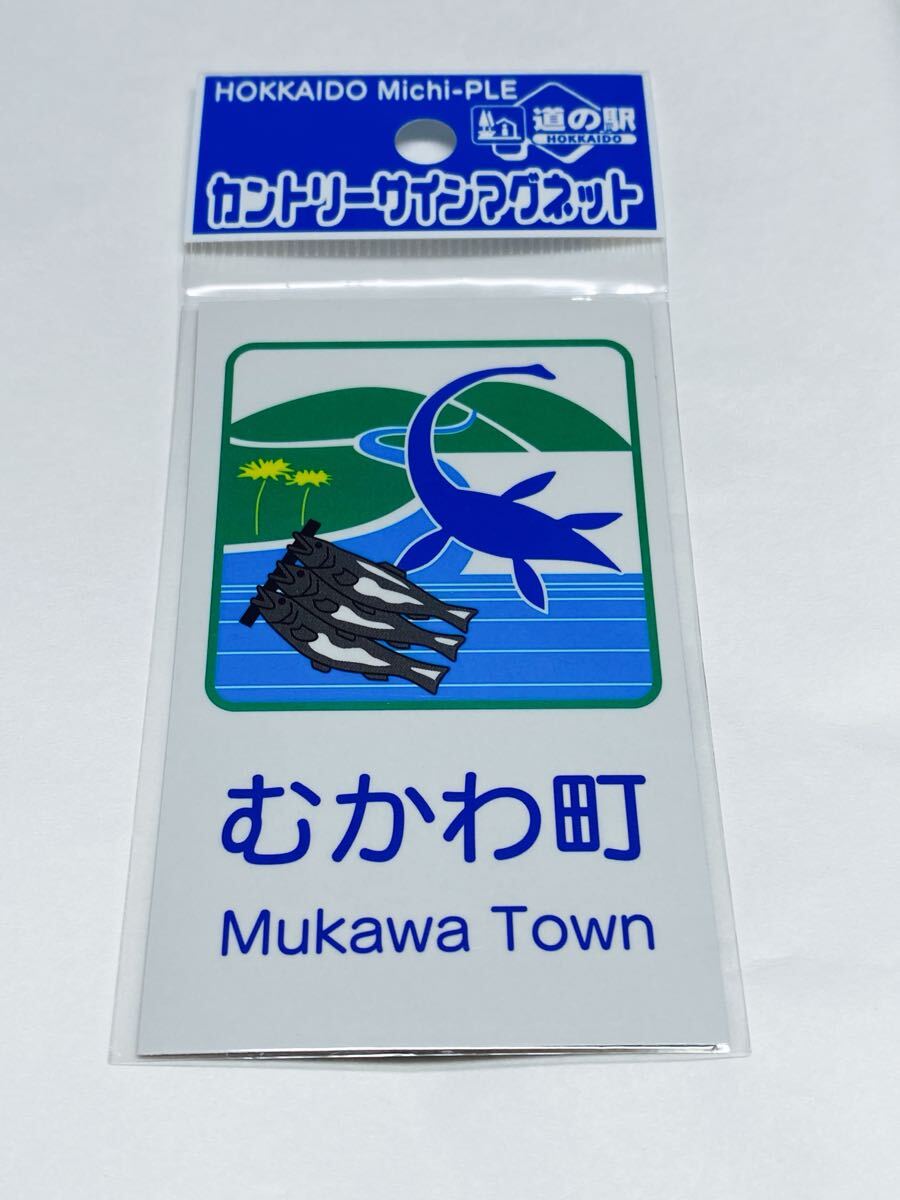 HOKKAIDO Michi-PLE
道の駅
HOKKAIDO
カントリーサインマグネット
むかわ町
Mukawa Town